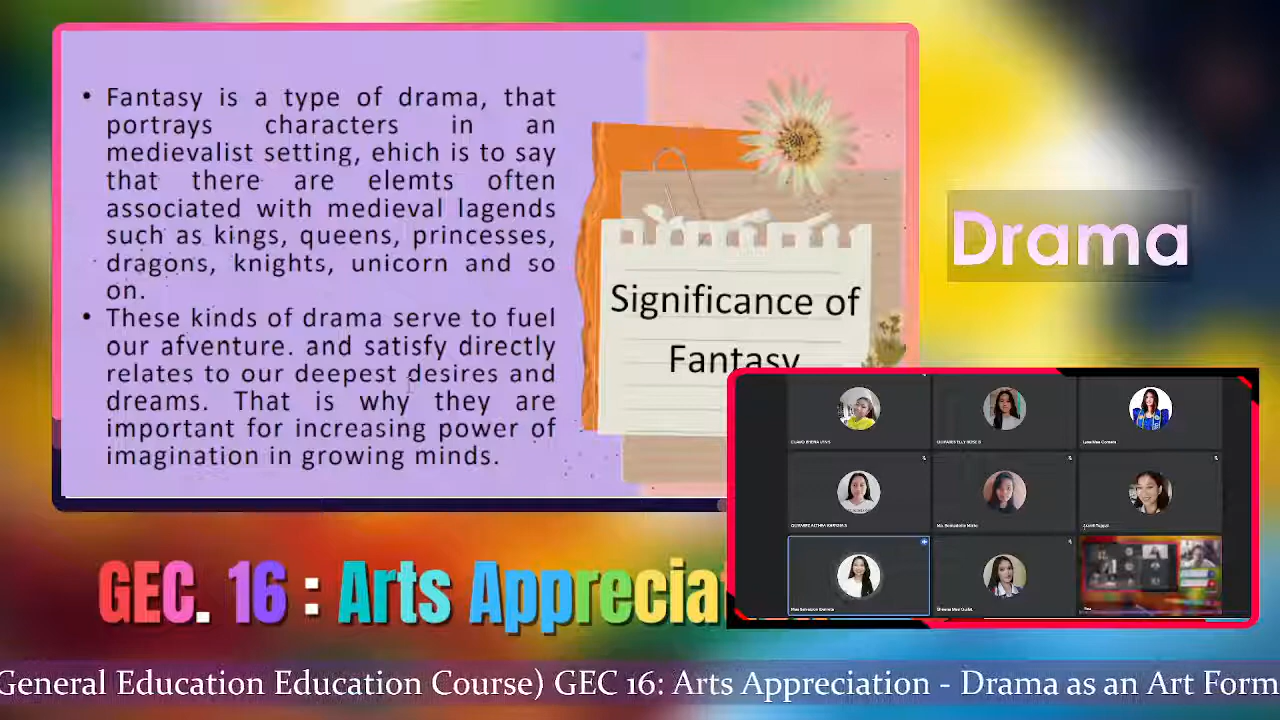 • Fantasy is a type of drama, that
portrays characters in an
medievalist setting, ehich is to say
that there are elemts often
associated with medieval lagends
such as kings, queens, princesses,
dragons, knights, unicorn and so
on.
• These kinds of drama serve to fuel
our afventure. and satisfy directly
relates to our deepest desires and
dreams. That is why they are
important for increasing power of
imagination in growing minds.
Significance of
Fantasy
Drama
GEC. 16 : Arts Appreciat
General Education Education Course) GEC 16: Arts Appreciation - Drama as an Art Form